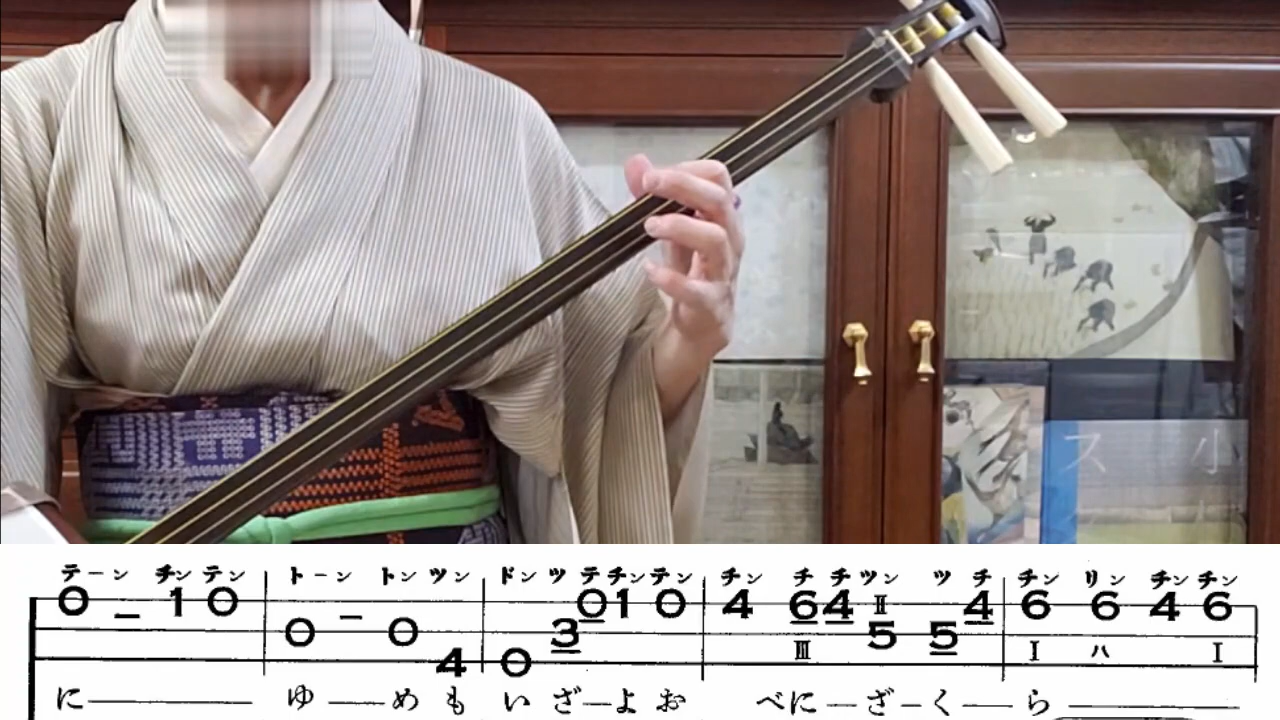 ス 小
テーン チン テン トーン トン ツン ドン ツ テ チン テン チン チ チ ツン ツ チ チン リン チン チン
0 – 1 0 6 4 Ⅱ 4 6 6 4 6
0 – 0 3 0 1 0 4 5 5 Ⅲ Ⅰ ハ Ⅰ
4 0
に―――― ゆ――め も い ざ―よ お べに―ざ―く―― ら――――